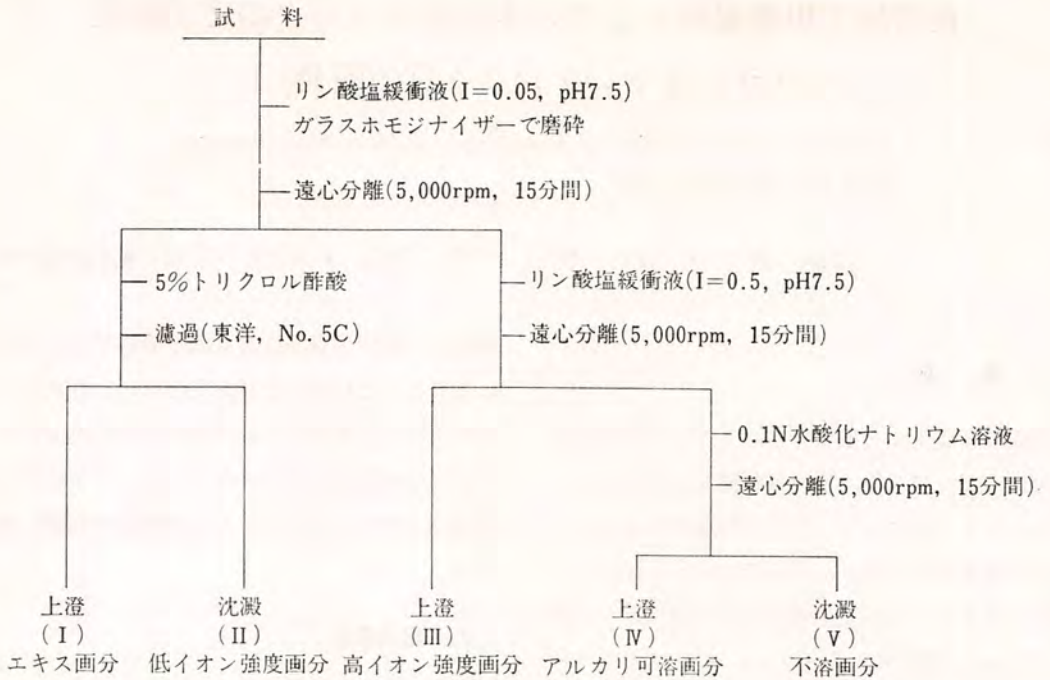 試 料
リン酸塩緩衝液(I=0.05, pH7.5)
ガラスホモジナイザーで磨砕
遠心分離(5,000rpm, 15分間)
5%トリクロル酢酸
濾過(東洋, No. 5C)
リン酸塩緩衝液(I=0.5, pH7.5)
遠心分離(5,000rpm, 15分間)
0.1N水酸化ナトリウム溶液
遠心分離(5,000rpm, 15分間)
上澄 沈澱 上澄 上澄 沈澱
(Ⅰ) (Ⅱ) (Ⅲ) (Ⅳ) (Ⅴ)
エキス画分 低イオン強度画分 高イオン強度画分 アルカリ可溶画分 不溶画分